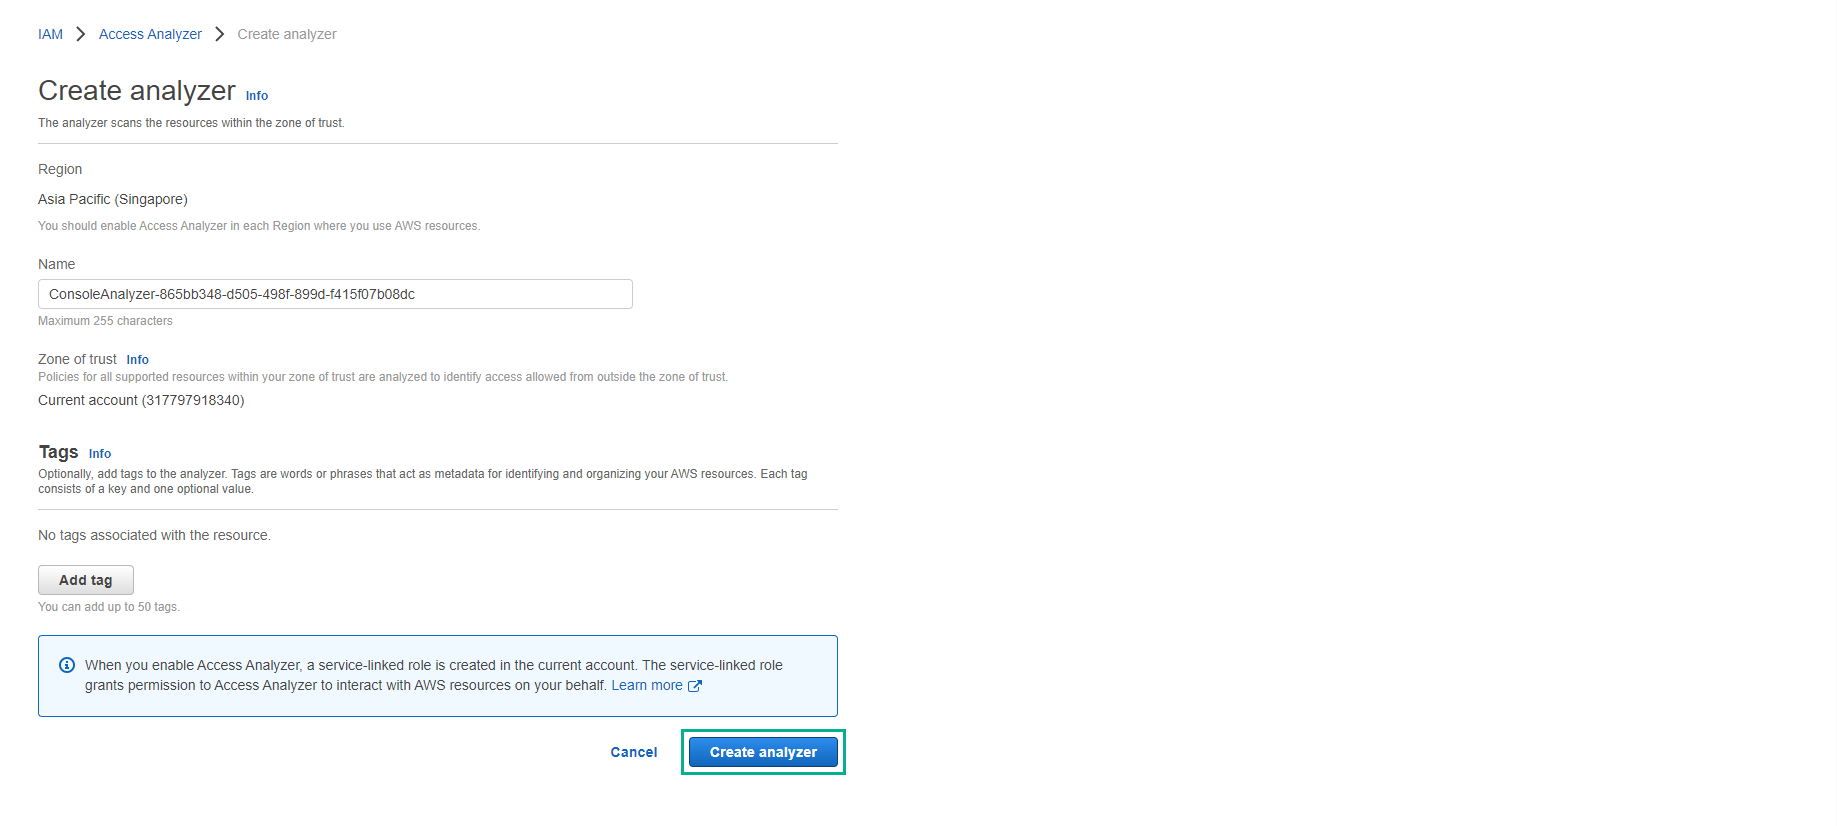 IAM > Access Analyzer > Create analyzer
Create analyzer Info
The analyzer scans the resources within the zone of trust.
Region
Asia Pacific (Singapore)
You should enable Access Analyzer in each Region where you use AWS resources.
Name
ConsoleAnalyzer-865bb348-d505-498f-899d-f415f07b08dc
Maximum 255 characters
Zone of trust Info
Policies for all supported resources within your zone of trust are analyzed to identify access allowed from outside the zone of trust.
Current account (317797918340)
Tags Info
Optionally, add tags to the analyzer. Tags are words or phrases that act as metadata for identifying and organizing your AWS resources. Each tag
consists of a key and one optional value.
No tags associated with the resource.
Add tag
You can add up to 50 tags.
When you enable Access Analyzer, a service-linked role is created in the current account. The service-linked role
grants permission to Access Analyzer to interact with AWS resources on your behalf. Learn more
Cancel Create analyzer